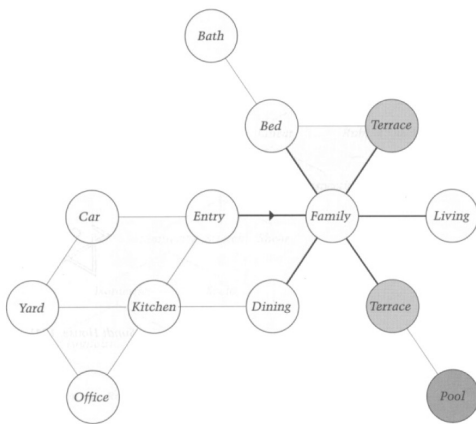 Bath
Bed
Terrace
Car
Entry
Family
Living
Yard
Kitchen
Dining
Terrace
Office
Pool